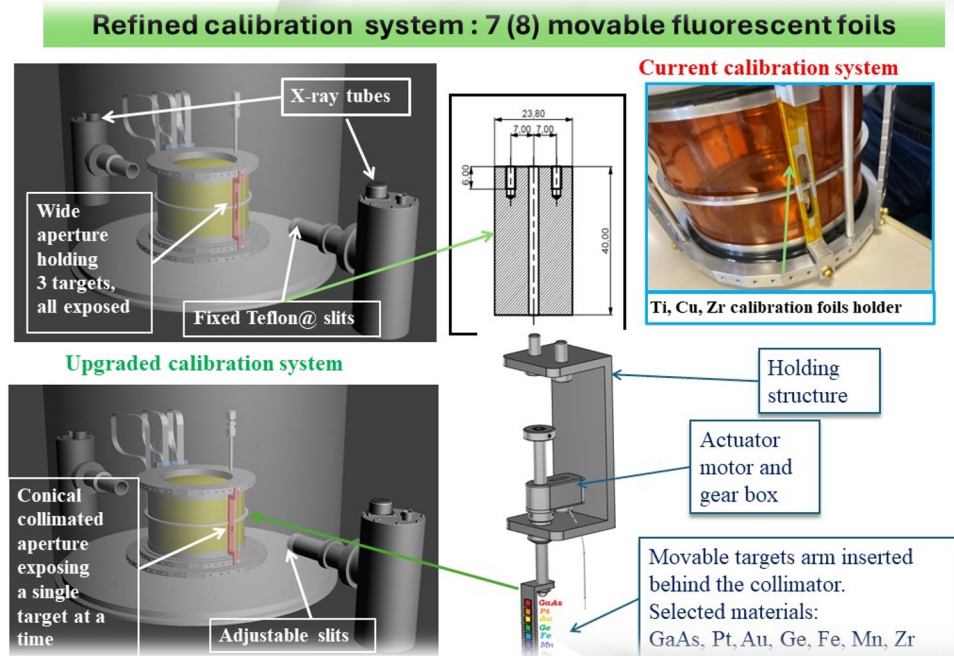 Refined calibration system : 7 (8) movable fluorescent foils
Current calibration system
X-ray tubes
23,80
7,00 7,00
6,00
40,00
Wide
aperture
holding
3 targets,
all exposed
Fixed Teflon@ slits
Ti, Cu, Zr calibration foils holder
Upgraded calibration system
Holding
structure
Actuator
motor and
gear box
Conical
collimated
aperture
exposing
a single
target at a
time
Adjustable slits
GaAs
Pt
Au
Ge
Fe
Mn
Movable targets arm inserted
behind the collimator.
Selected materials:
GaAs, Pt, Au, Ge, Fe, Mn, Zr